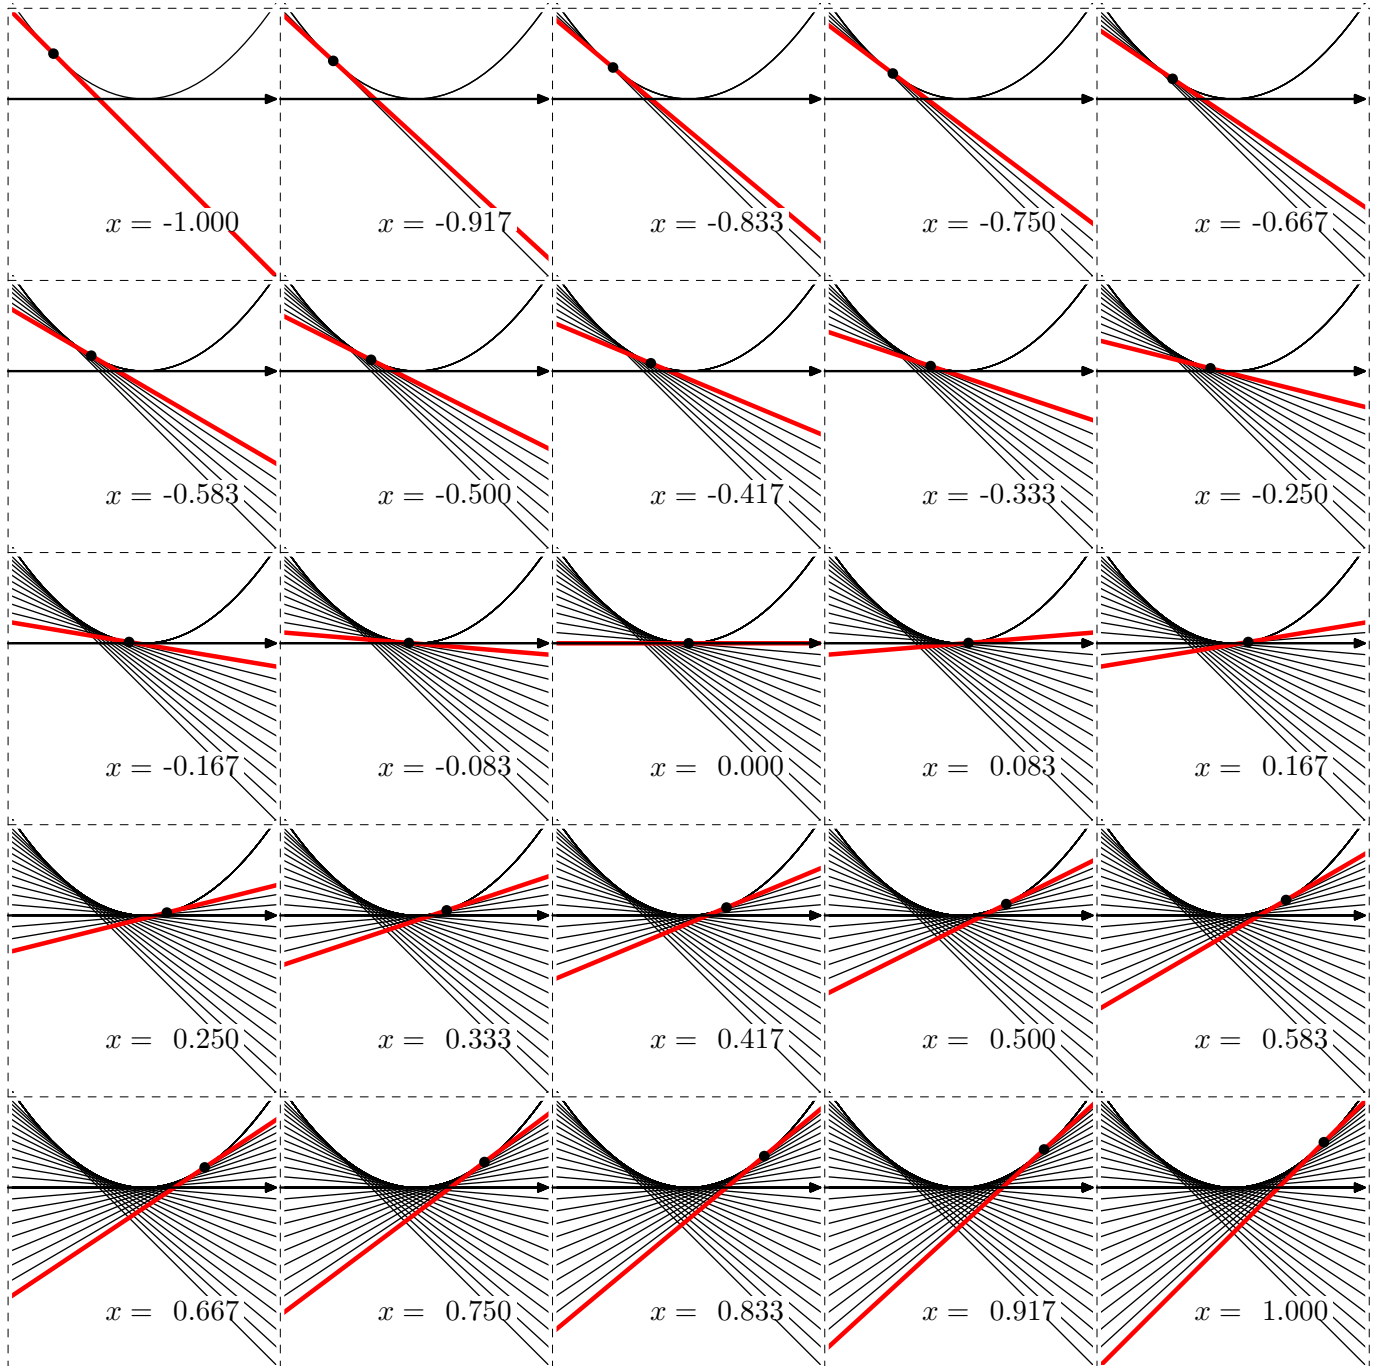 x = -1.000
x = -0.917
x = -0.833
x = -0.750
x = -0.667
x = -0.583
x = -0.500
x = -0.417
x = -0.333
x = -0.250
x = -0.167
x = -0.083
x = 0.000
x = 0.083
x = 0.167
x = 0.250
x = 0.333
x = 0.417
x = 0.500
x = 0.583
x = 0.667
x = 0.750
x = 0.833
x = 0.917
x = 1.000